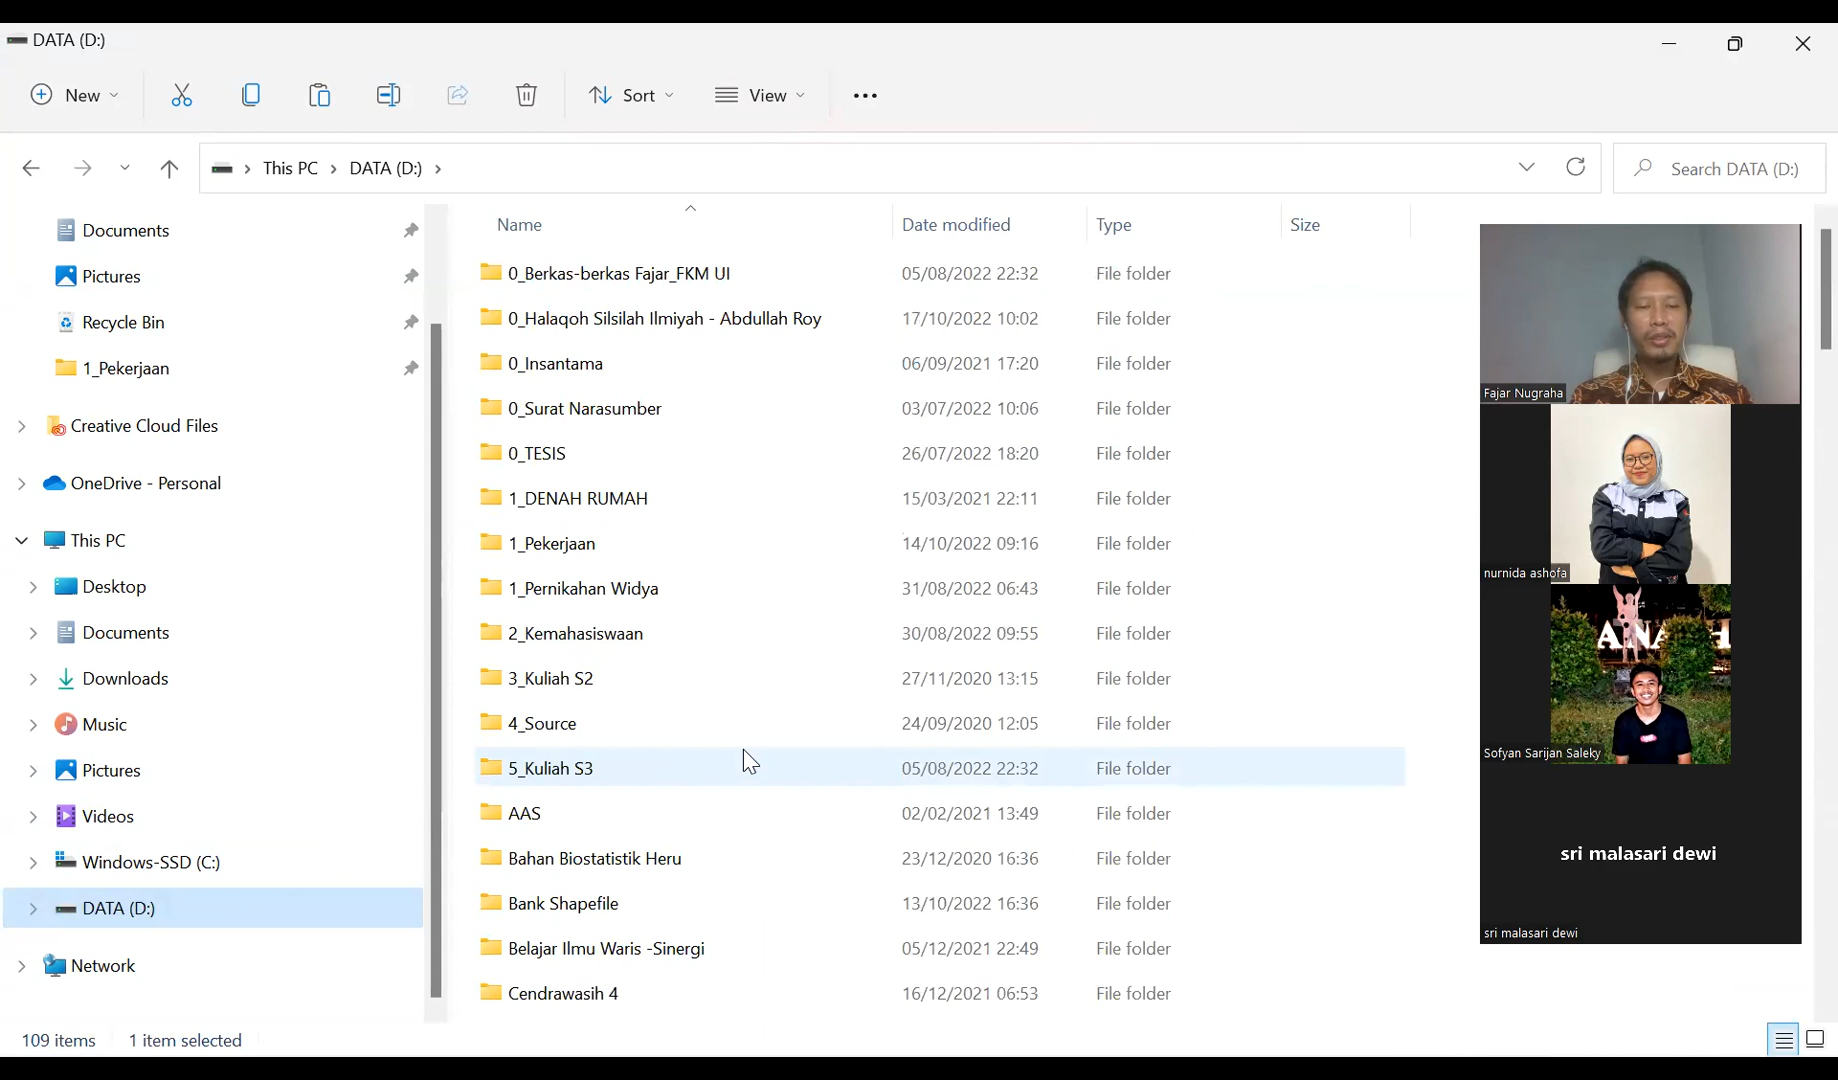 DATA (D:)
New
Sort
View
This PC
DATA (D:)
Search DATA (D:)
Documents
Pictures
Recycle Bin
1_Pekerjaan
Creative Cloud Files
OneDrive - Personal
This PC
Desktop
Documents
Downloads
Music
Pictures
Videos
Windows-SSD (C:)
DATA (D:)
Network
Name Date modified Type Size
0_Berkas-berkas Fajar_FKM UI 05/08/2022 22:32 File folder
0_Halaqoh Silsilah Ilmiyah - Abdullah Roy 17/10/2022 10:02 File folder
0_Insantama 06/09/2021 17:20 File folder
0_Surat Narasumber 03/07/2022 10:06 File folder
0_TESIS 26/07/2022 18:20 File folder
1_DENAH RUMAH 15/03/2021 22:11 File folder
1_Pekerjaan 14/10/2022 09:16 File folder
1_Pernikahan Widya 31/08/2022 06:43 File folder
2_Kemahasiswaan 30/08/2022 09:55 File folder
3_Kuliah S2 27/11/2020 13:15 File folder
4_Source 24/09/2020 12:05 File folder
5_Kuliah S3 05/08/2022 22:32 File folder
AAS 02/02/2021 13:49 File folder
Bahan Biostatistik Heru 23/12/2020 16:36 File folder
Bank Shapefile 13/10/2022 16:36 File folder
Belajar Ilmu Waris -Sinergi 05/12/2021 22:49 File folder
Cendrawasih 4 16/12/2021 06:53 File folder
Fajar Nugraha
nurnida ashofa
Sofyan Sarijan Saleky
sri malasari dewi
sri malasari dewi
109 items 1 item selected